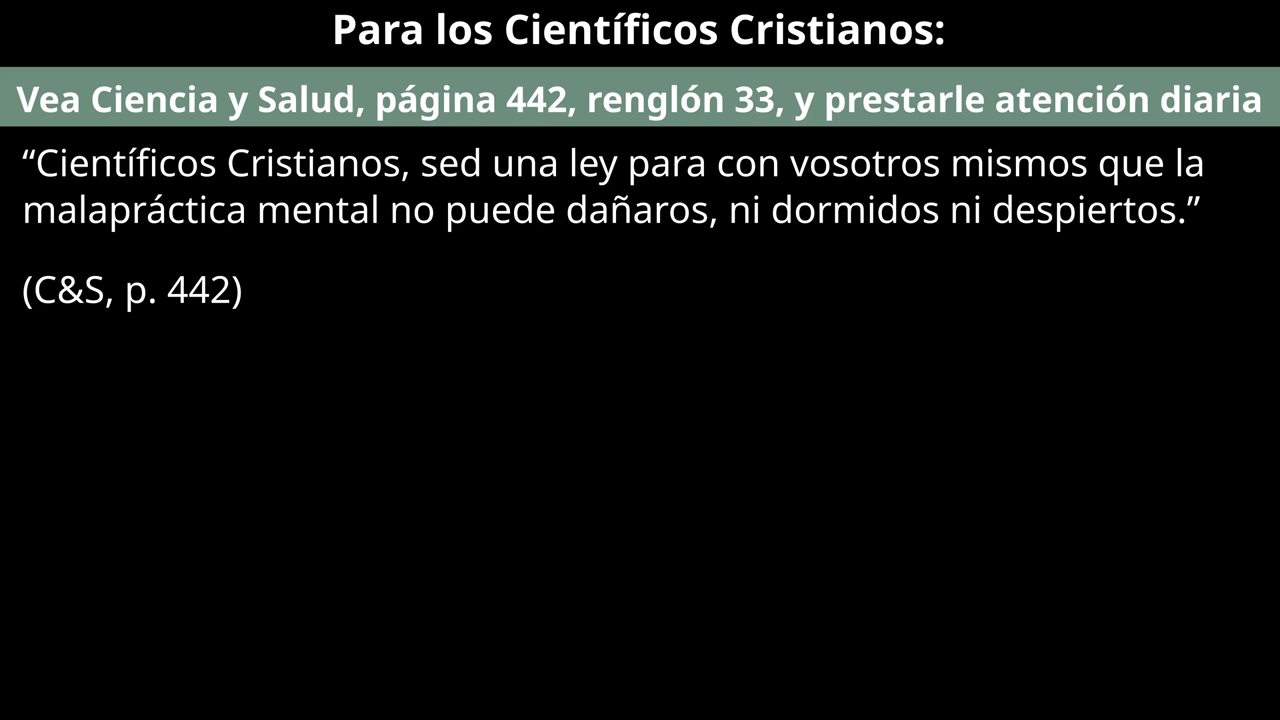 Para los Científicos Cristianos:
Vea Ciencia y Salud, página 442, renglón 33, y prestarle atención diaria
“Científicos Cristianos, sed una ley para con vosotros mismos que la
malapráctica mental no puede dañaros, ni dormidos ni despiertos.”
(C&S, p. 442)